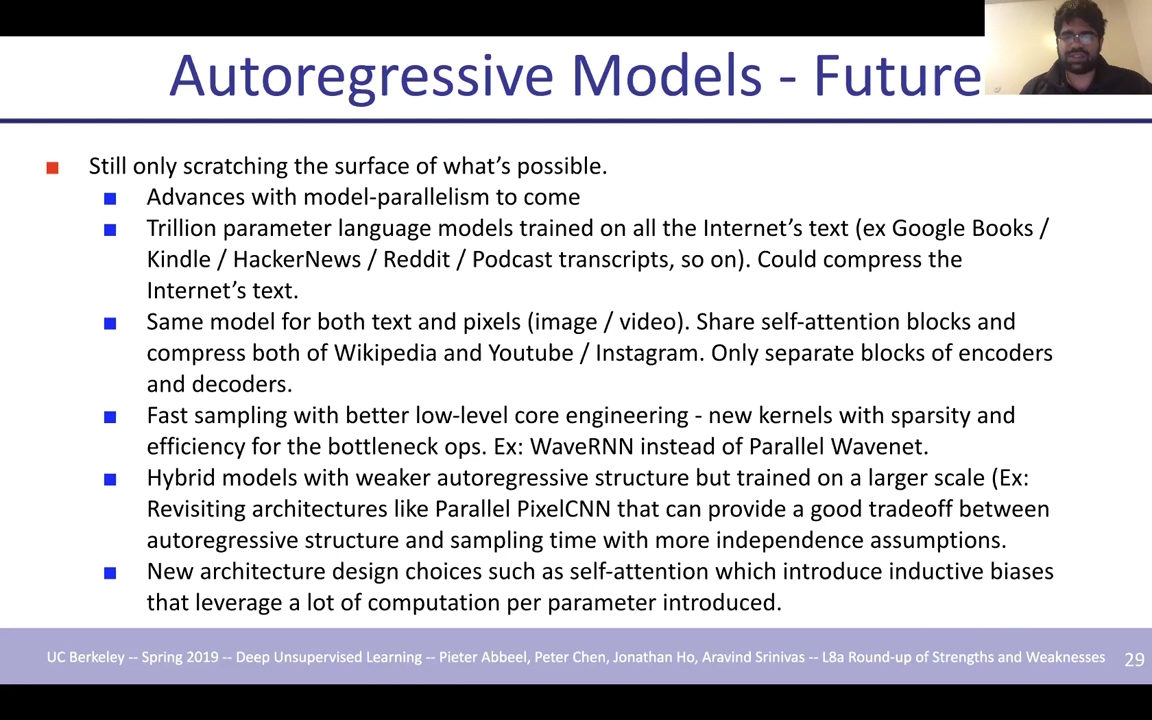 Autoregressive Models - Future
Still only scratching the surface of what's possible.
Advances with model-parallelism to come
Trillion parameter language models trained on all the Internet's text (ex Google Books /
Kindle / HackerNews / Reddit / Podcast transcripts, so on). Could compress the
Internet's text.
Same model for both text and pixels (image / video). Share self-attention blocks and
compress both of Wikipedia and Youtube / Instagram. Only separate blocks of encoders
and decoders.
Fast sampling with better low-level core engineering - new kernels with sparsity and
efficiency for the bottleneck ops. Ex: WaveRNN instead of Parallel Wavenet.
Hybrid models with weaker autoregressive structure but trained on a larger scale (Ex:
Revisiting architectures like Parallel PixelCNN that can provide a good tradeoff between
autoregressive structure and sampling time with more independence assumptions.
New architecture design choices such as self-attention which introduce inductive biases
that leverage a lot of computation per parameter introduced.
UC Berkeley -- Spring 2019 -- Deep Unsupervised Learning -- Pieter Abbeel, Peter Chen, Jonathan Ho, Aravind Srinivas -- L8a Round-up of Strengths and Weaknesses 29